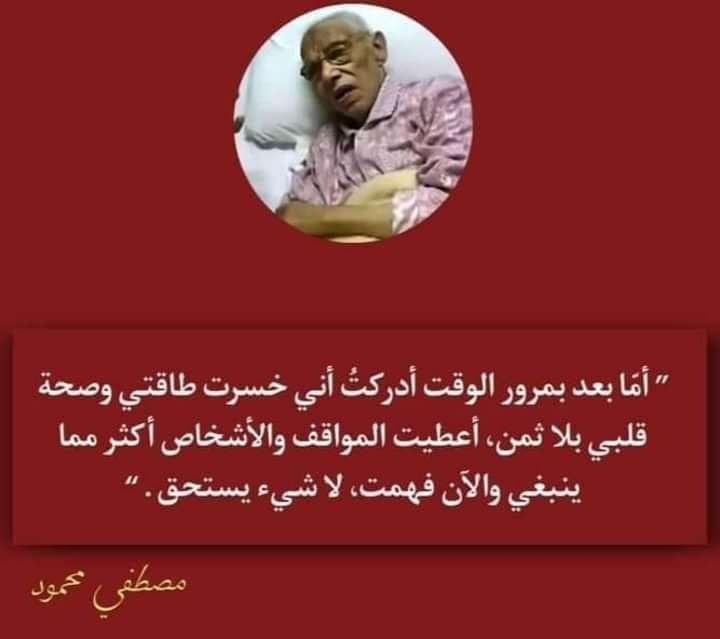 " أمّا بعد بمرور الوقت أدركتُ أني خسرت طاقتي وصحة
قلبي بلا ثمن، أعطيت المواقف والأشخاص أكثر مما
ينبغي والآن فهمت، لا شيء يستحق . "
مصطفي محمود